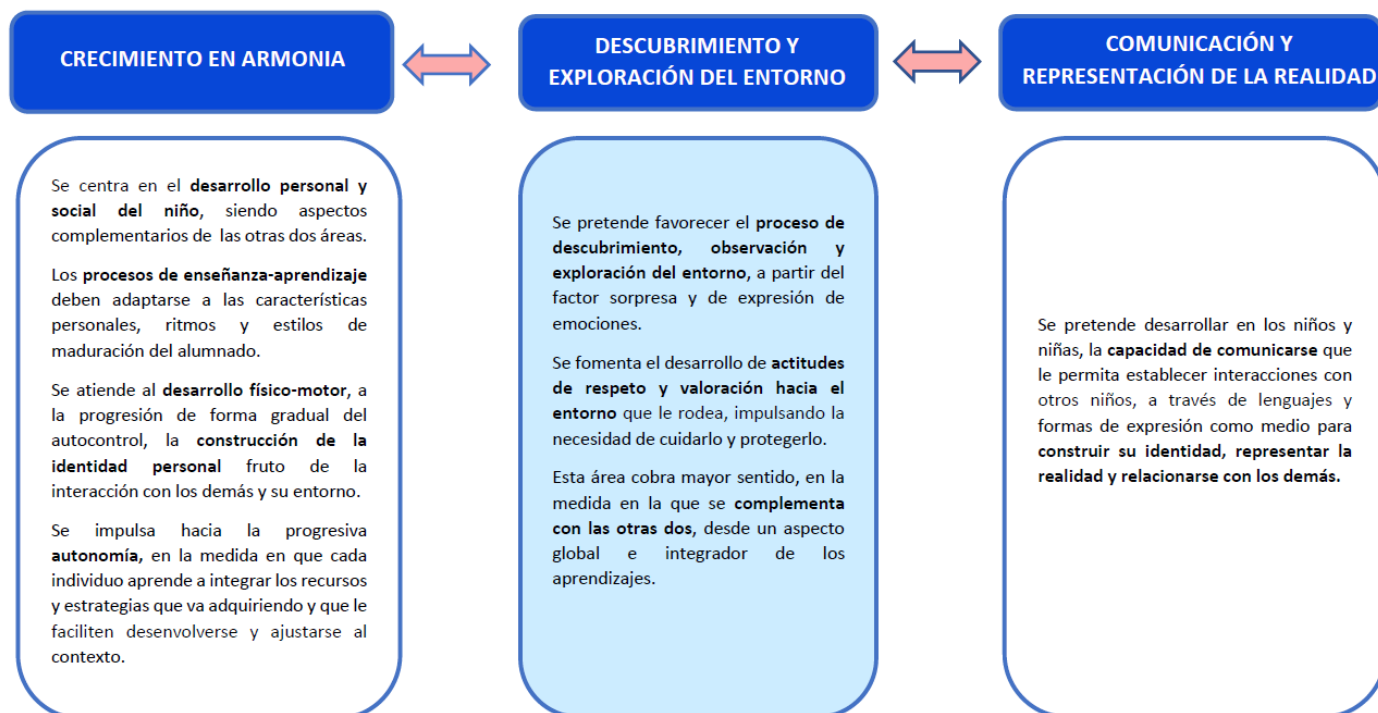 CRECIMIENTO EN ARMONIA
Se centra en el desarrollo personal y
social del niño, siendo aspectos
complementarios de las otras dos áreas.
Los procesos de enseñanza-aprendizaje
deben adaptarse a las características
personales, ritmos y estilos de
maduración del alumnado.
Se atiende al desarrollo físico-motor, a
la progresión de forma gradual del
autocontrol, la construcción de la
identidad personal fruto de la
interacción con los demás y su entorno.
Se impulsa hacia la progresiva
autonomía, en la medida en que cada
individuo aprende a integrar los recursos
y estrategias que va adquiriendo y que le
faciliten desenvolverse y ajustarse al
contexto.
DESCUBRIMIENTO Y
EXPLORACIÓN DEL ENTORNO
Se pretende favorecer el proceso de
descubrimiento, observación y
exploración del entorno, a partir del
factor sorpresa y de expresión de
emociones.
Se fomenta el desarrollo de actitudes
de respeto y valoración hacia el
entorno que le rodea, impulsando la
necesidad de cuidarlo y protegerlo.
Esta área cobra mayor sentido, en la
medida en la que se complementa
con las otras dos, desde un aspecto
global e integrador de los
aprendizajes.
COMUNICACIÓN Y
REPRESENTACIÓN DE LA REALIDAD
Se pretende desarrollar en los niños y
niñas, la capacidad de comunicarse que
le permita establecer interacciones con
otros niños, a través de lenguajes y
formas de expresión como medio para
construir su identidad, representar la
realidad y relacionarse con los demás.